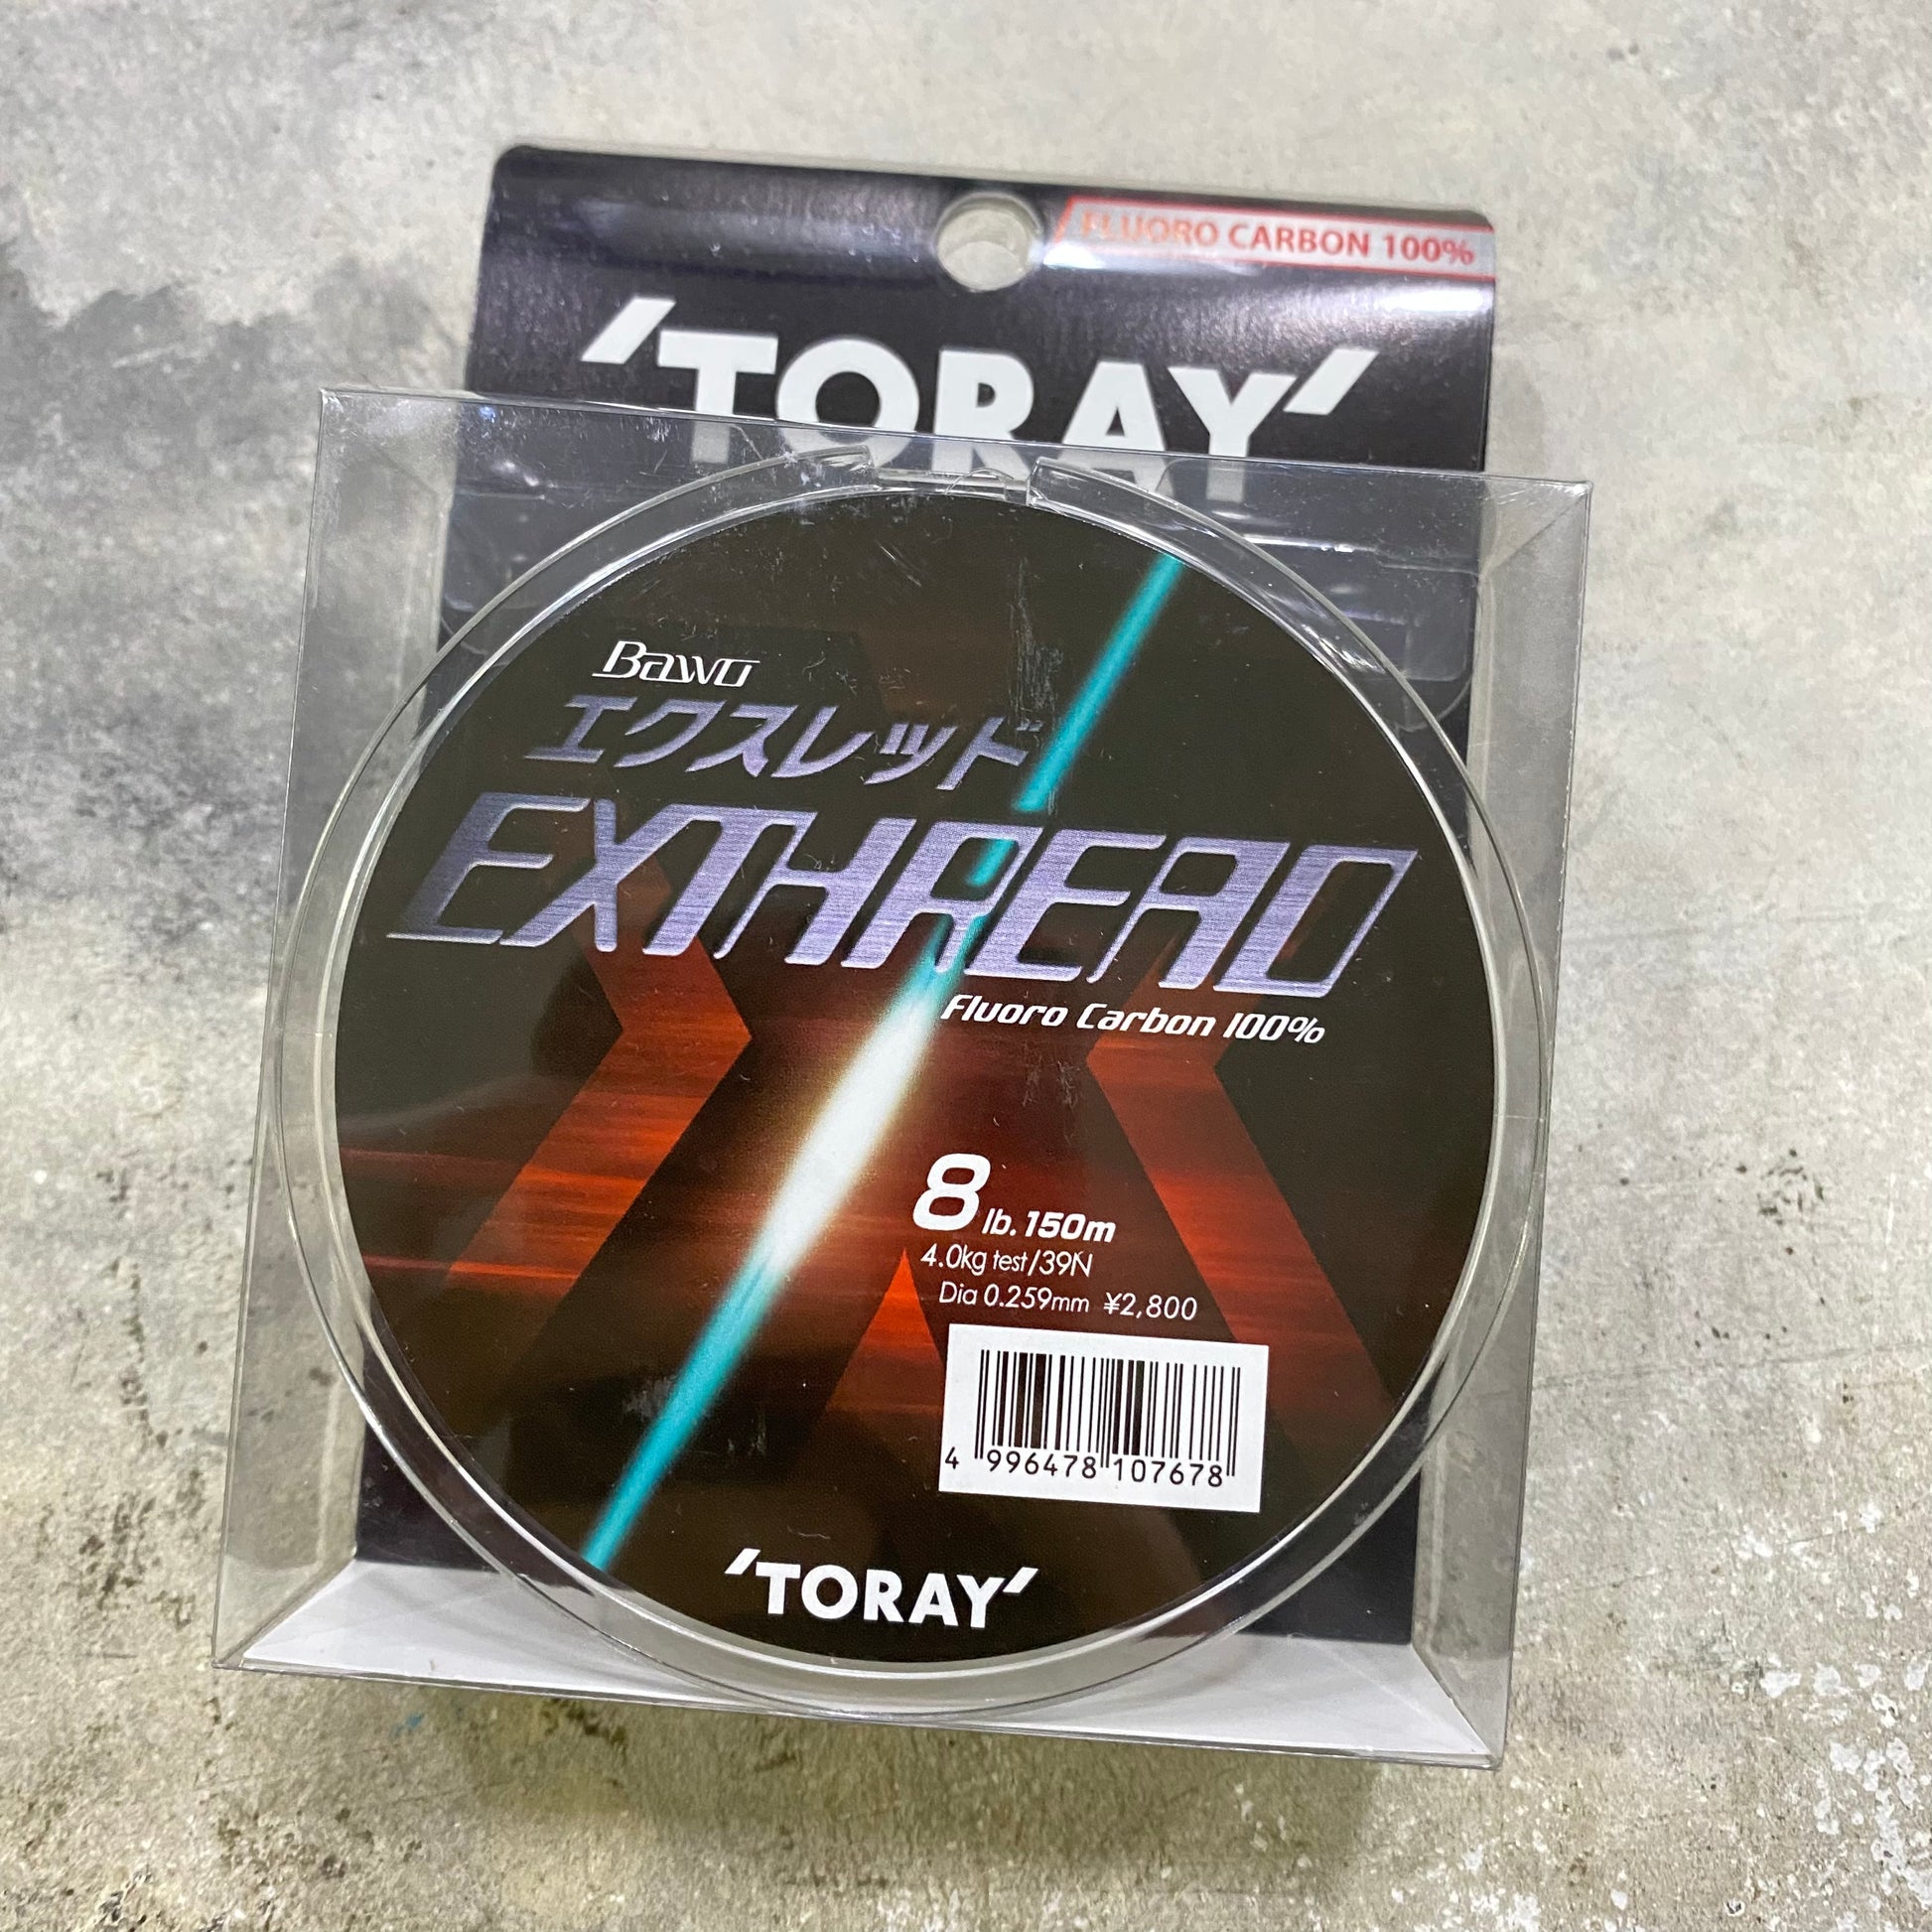 FLUORO CARBON 100%
'TORAY'
Bawo
エクスレッド
EXTHREAD
Fluoro Carbon 100%
8 lb. 150m
4.0kg test/39N
Dia 0.259mm ¥2,800
4 996478 107678
'TORAY'